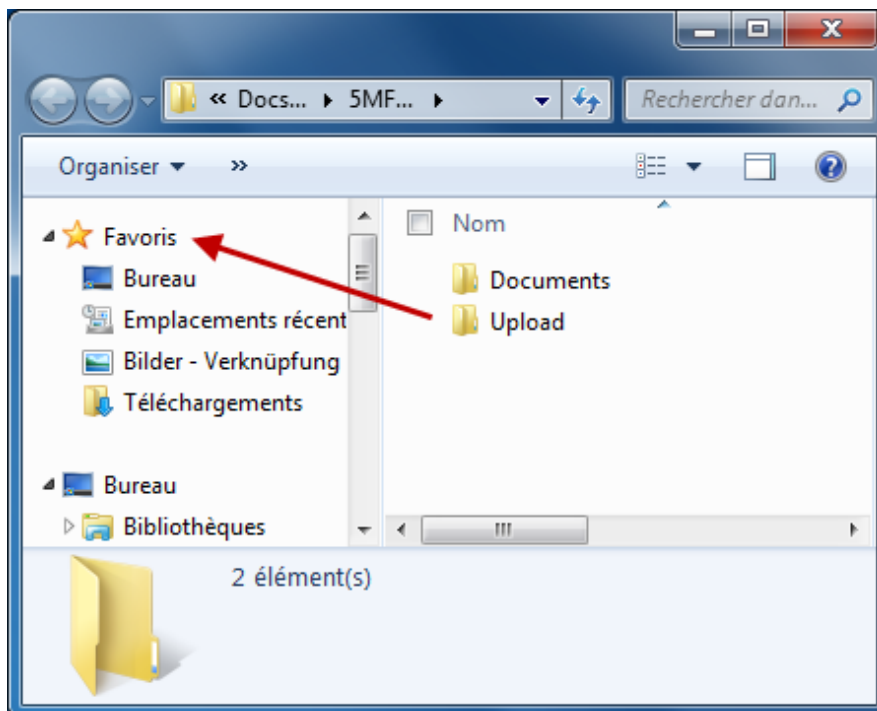 « Docs... 5MF...
Rechercher dan...
Organiser »
Favoris
Bureau
Emplacements récent
Bilder - Verknüpfung
Téléchargements
Bureau
Bibliothèques
Nom
Documents
Upload
2 élément(s)